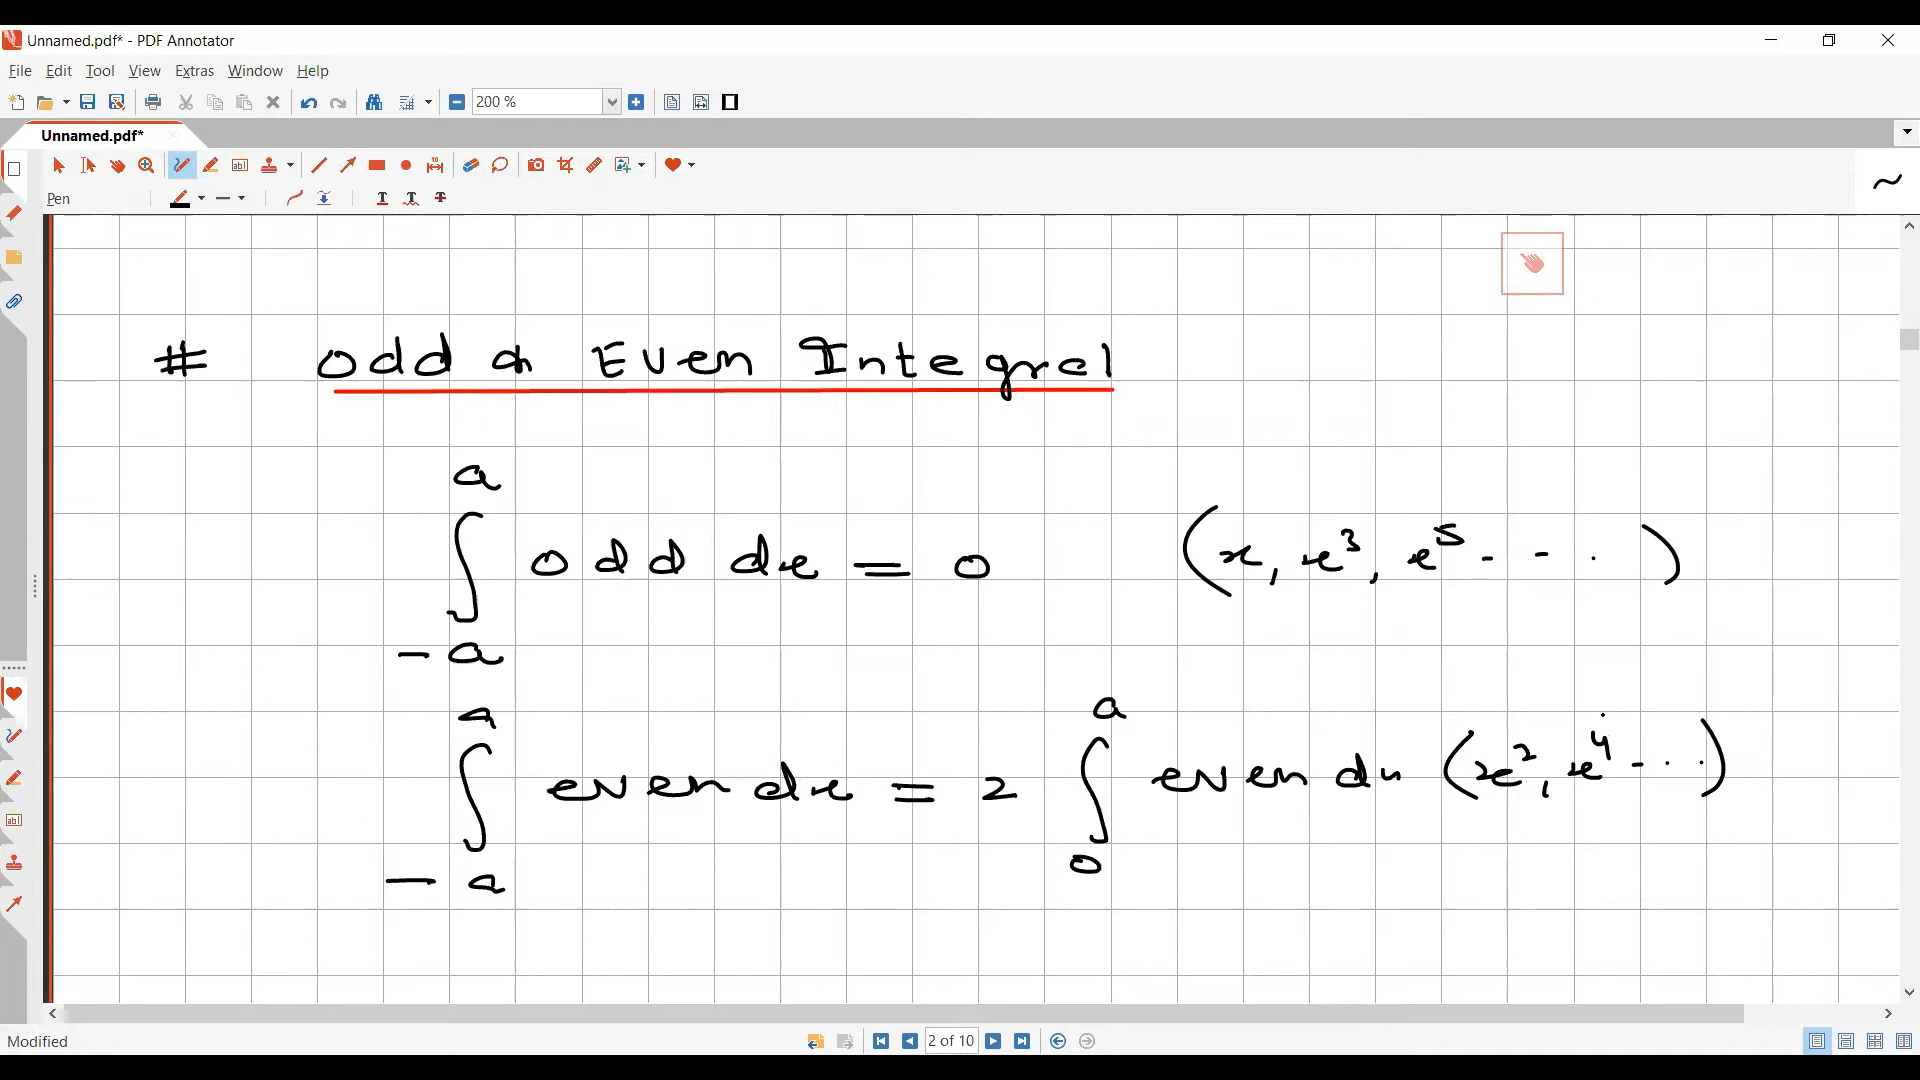 Unnamed.pdf* - PDF Annotator
File Edit Tool View Extras Window Help
200 %
Unnamed.pdf*
Pen
# Odd & Even Integral
a
∫ odd dx = 0 (x, x³, x⁵ - - ·)
-a
a a
∫ even dx = 2 ∫ even dx (x², x⁴ - · ·)
-a 0
Modified
2 of 10